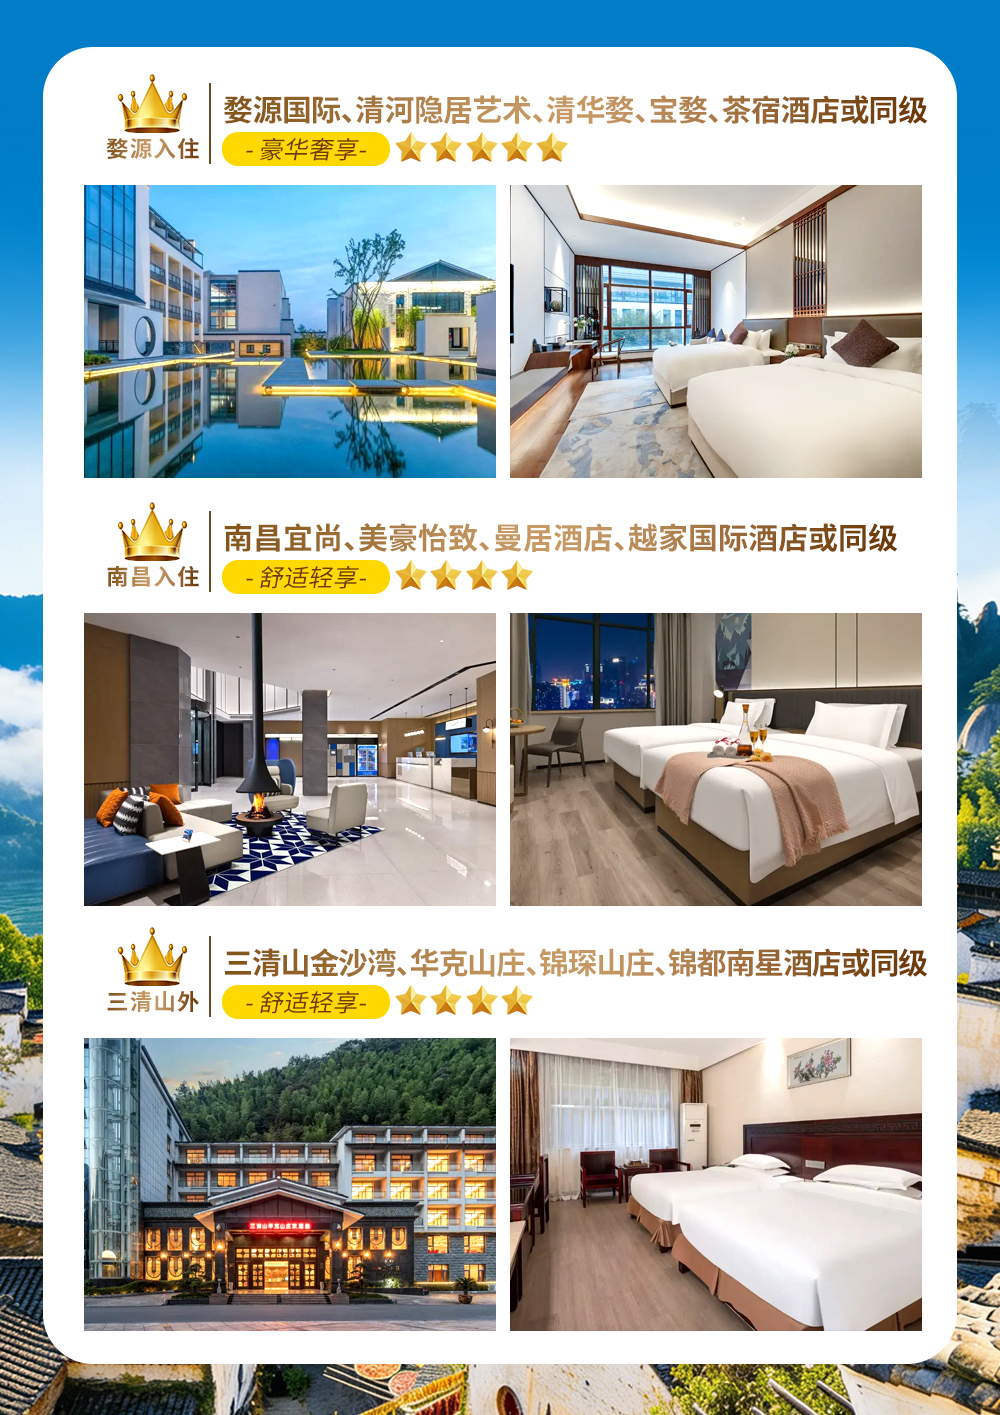 婺源国际、清河隐居艺术、清华婺、宝婺、茶宿酒店或同级
婺源入住
- 豪华奢享-
南昌宜尚、美豪怡致、曼居酒店、越家国际酒店或同级
南昌入住
- 舒适轻享-
三清山金沙湾、华克山庄、锦琛山庄、锦都南星酒店或同级
三清山外
- 舒适轻享-